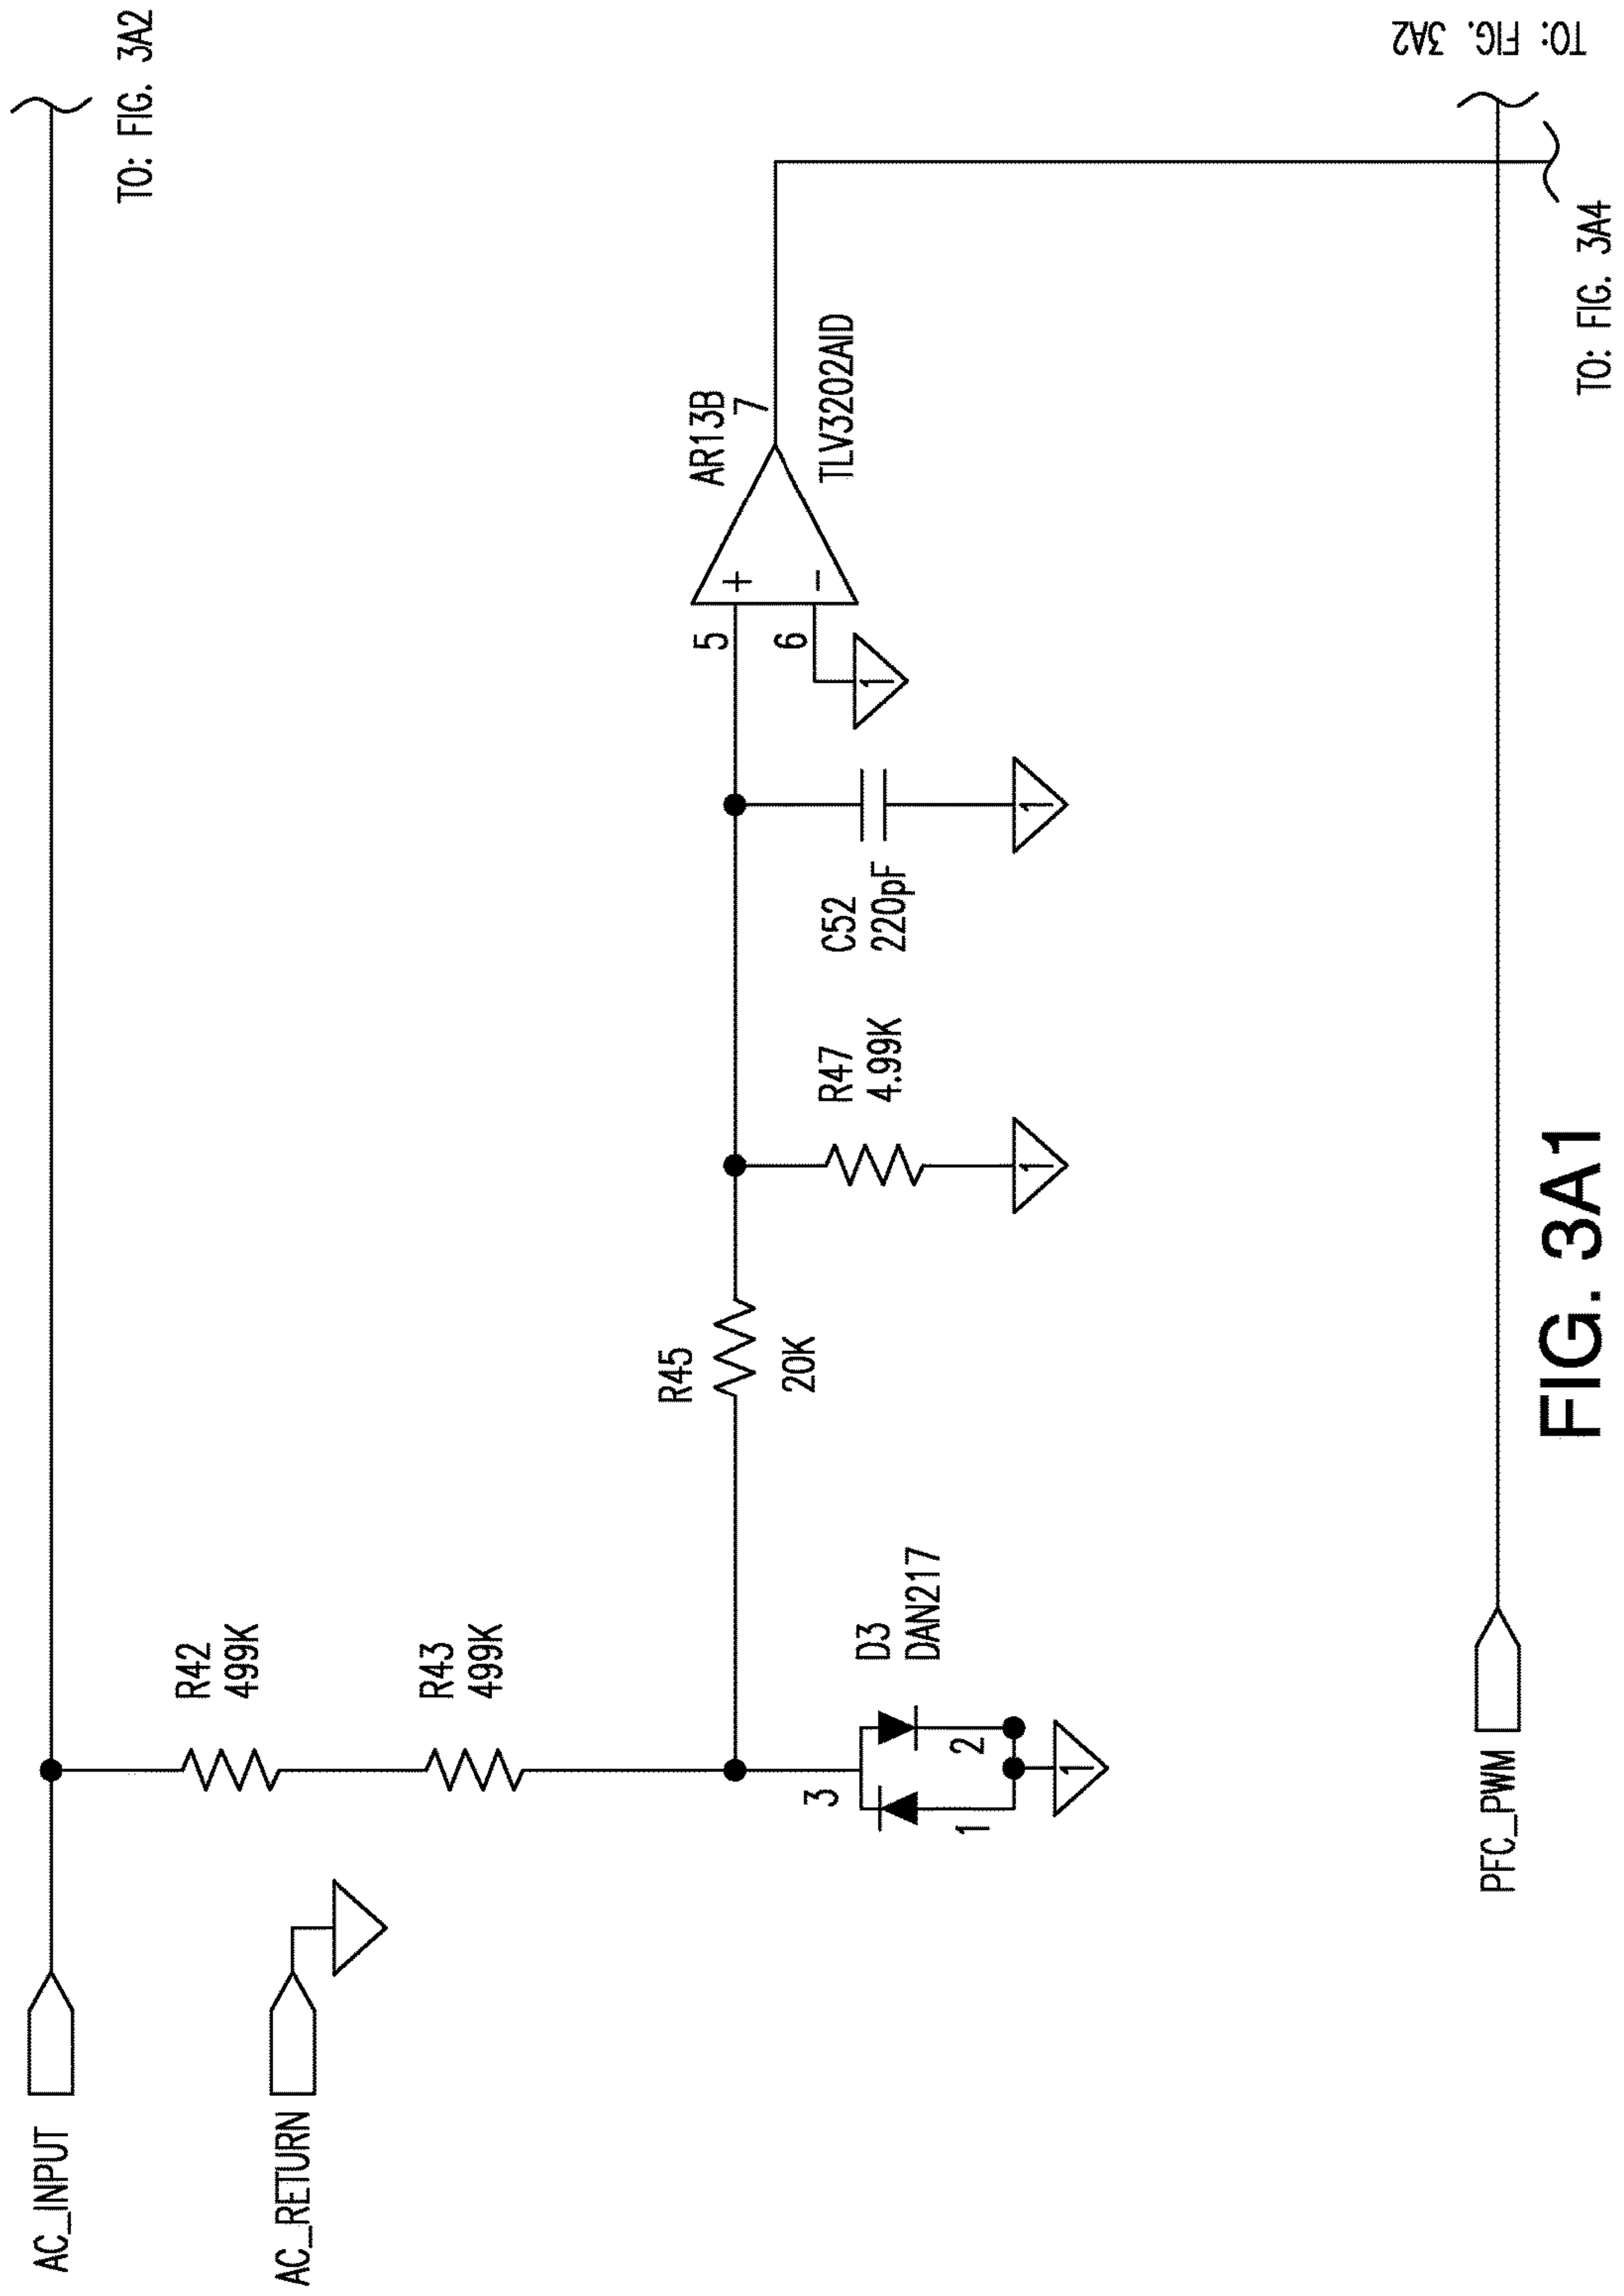 AC_INPUT
TO: FIG. 3A2
AC_RETURN
R42
499K
R43
499K
3
D3
DAN217
1
2
1
R45
20K
R47
4.99K
1
C52
220pF
1
5
6
1
+
-
AR13B
7
TLV3202AID
PFC_PWM
TO: FIG. 3A2
TO: FIG. 3A4
FIG. 3A1